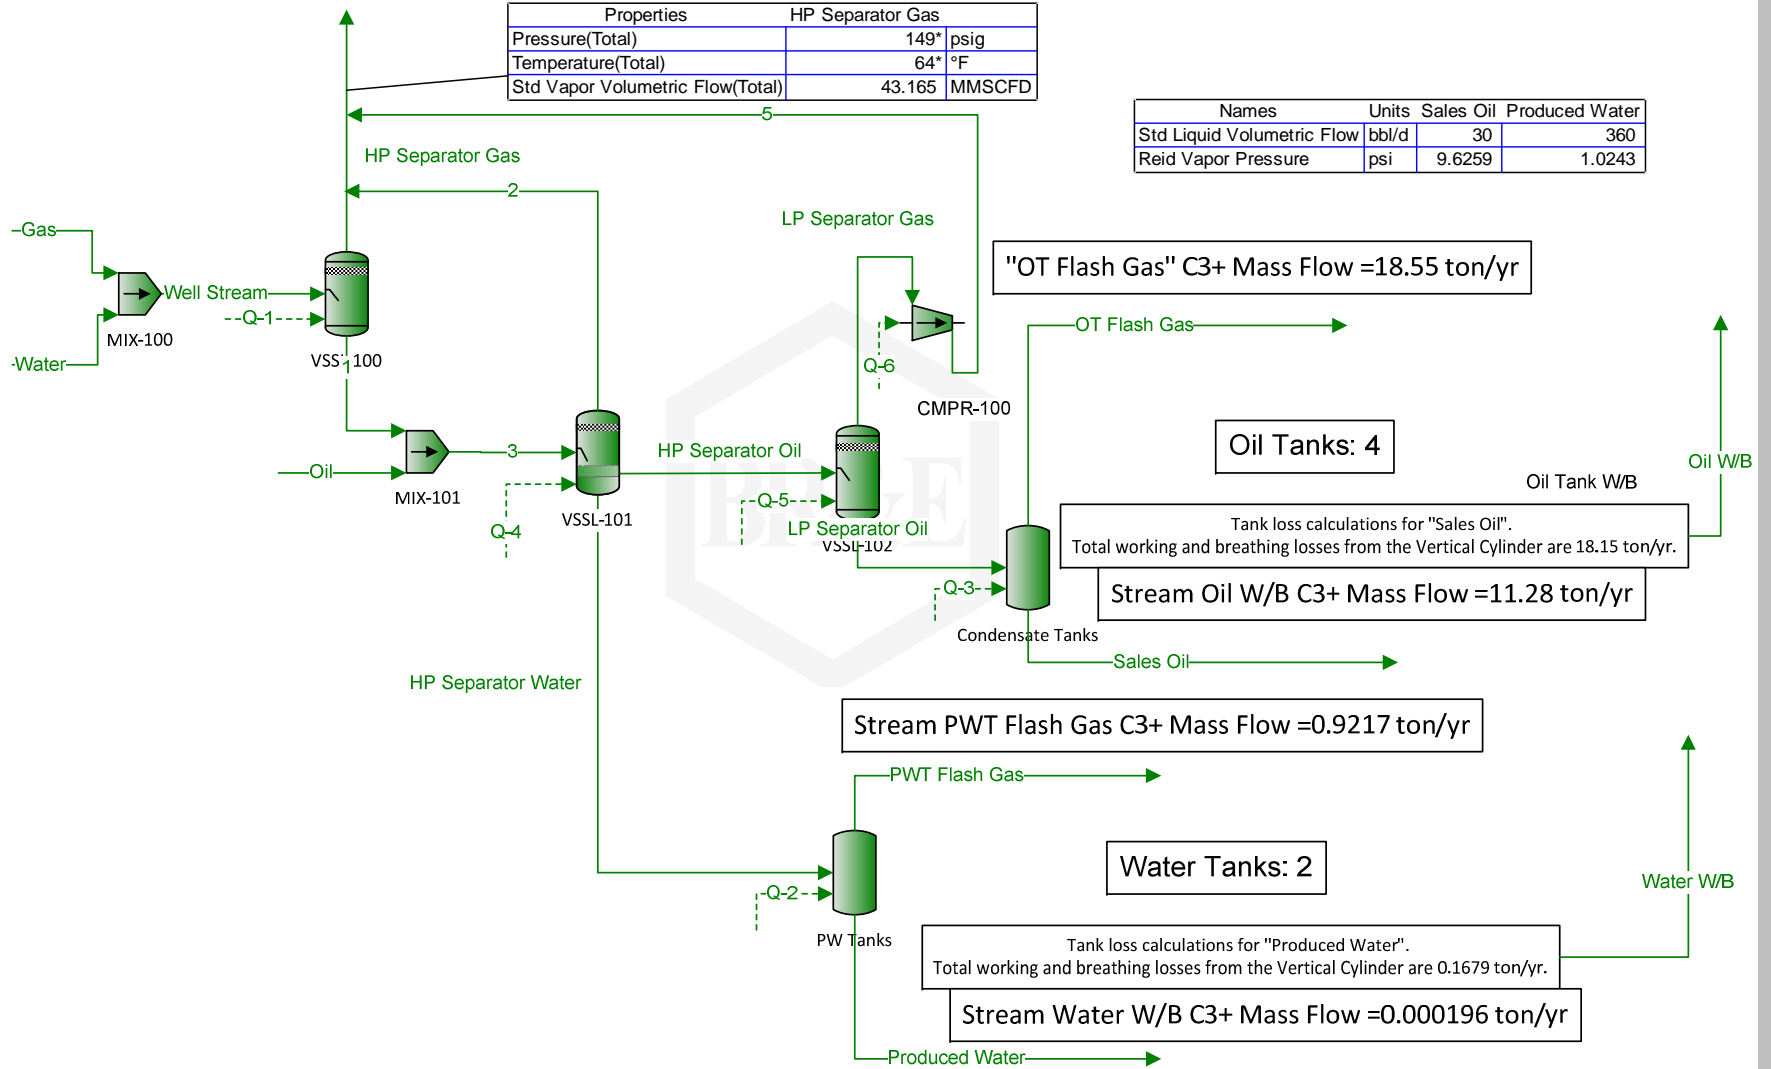 Properties HP Separator Gas
Pressure(Total) 149* psig
Temperature(Total) 64* °F
Std Vapor Volumetric Flow(Total) 43.165 MMSCFD
Names Units Sales Oil Produced Water
Std Liquid Volumetric Flow bbl/d 30 360
Reid Vapor Pressure psi 9.6259 1.0243
5
HP Separator Gas
2
LP Separator Gas
Gas
"OT Flash Gas" C3+ Mass Flow =18.55 ton/yr
Well Stream
Q-1
MIX-100
OT Flash Gas
VSSL-100
1
Water
Q-6
CMPR-100
Oil Tanks: 4
3
HP Separator Oil
Oil W/B
Oil
MIX-101
Oil Tank W/B
Q-5
VSSL-101
Q-4
LP Separator Oil
VSSL-102
Tank loss calculations for "Sales Oil".
Total working and breathing losses from the Vertical Cylinder are 18.15 ton/yr.
Q-3
Stream Oil W/B C3+ Mass Flow =11.28 ton/yr
Condensate Tanks
Sales Oil
HP Separator Water
Stream PWT Flash Gas C3+ Mass Flow =0.9217 ton/yr
PWT Flash Gas
Water Tanks: 2
Q-2
Water W/B
PW Tanks
Tank loss calculations for "Produced Water".
Total working and breathing losses from the Vertical Cylinder are 0.1679 ton/yr.
Stream Water W/B C3+ Mass Flow =0.000196 ton/yr
Produced Water